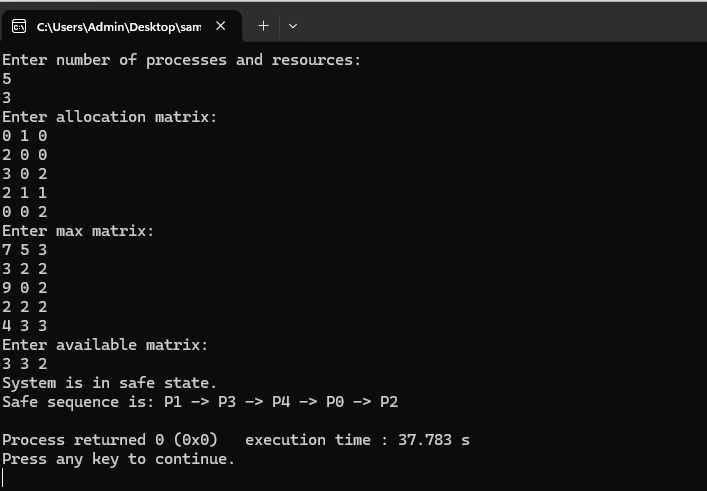 C:\Users\Admin\Desktop\sam
Enter number of processes and resources:
5
3
Enter allocation matrix:
0 1 0
2 0 0
3 0 2
2 1 1
0 0 2
Enter max matrix:
7 5 3
3 2 2
9 0 2
2 2 2
4 3 3
Enter available matrix:
3 3 2
System is in safe state.
Safe sequence is: P1 -> P3 -> P4 -> P0 -> P2
Process returned 0 (0x0)   execution time : 37.783 s
Press any key to continue.